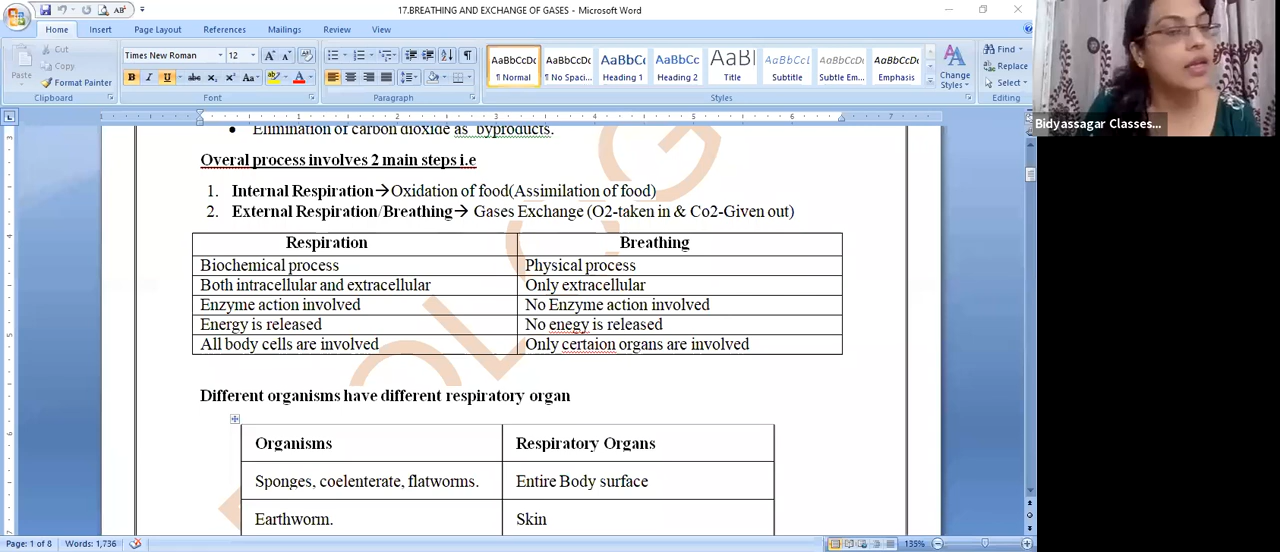 17.BREATHING AND EXCHANGE OF GASES - Microsoft Word
Home Insert Page Layout References Mailings Review View
Paste
Cut
Copy
Format Painter
Clipboard
Times New Roman 12
Font
Paragraph
AaBbCcDc AaBbCcDc AaBbC AaBbCc AaBb AaBbCcL AaBbCcDc AaBbCcDc
¶ Normal ¶ No Spaci... Heading 1 Heading 2 Title Subtitle Subtle Em... Emphasis
Change Styles
Styles
Find
Replace
Select
Editing
Bidyassagar Classes...
• Elimination of carbon dioxide as byproducts.
Overal process involves 2 main steps i.e
1. Internal Respiration→Oxidation of food(Assimilation of food)
2. External Respiration/Breathing→ Gases Exchange (O2-taken in & Co2-Given out)
Respiration Breathing
Biochemical process Physical process
Both intracellular and extracellular Only extracellular
Enzyme action involved No Enzyme action involved
Energy is released No enegy is released
All body cells are involved Only certaion organs are involved
Different organisms have different respiratory organ
Organisms Respiratory Organs
Sponges, coelenterate, flatworms. Entire Body surface
Earthworm. Skin
Page: 1 of 8 Words: 1,736 135%